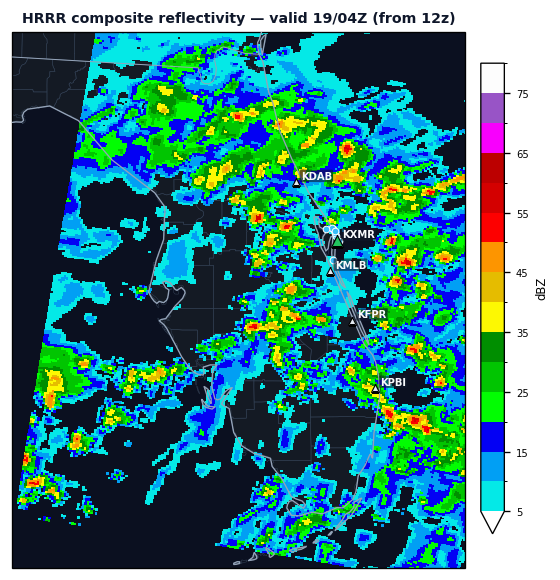 HRRR composite reflectivity — valid 19/04Z (from 12z)
KDAB
KXMR
KMLB
KFPR
KPBI
75
65
55
45
35
25
15
5
dBZ